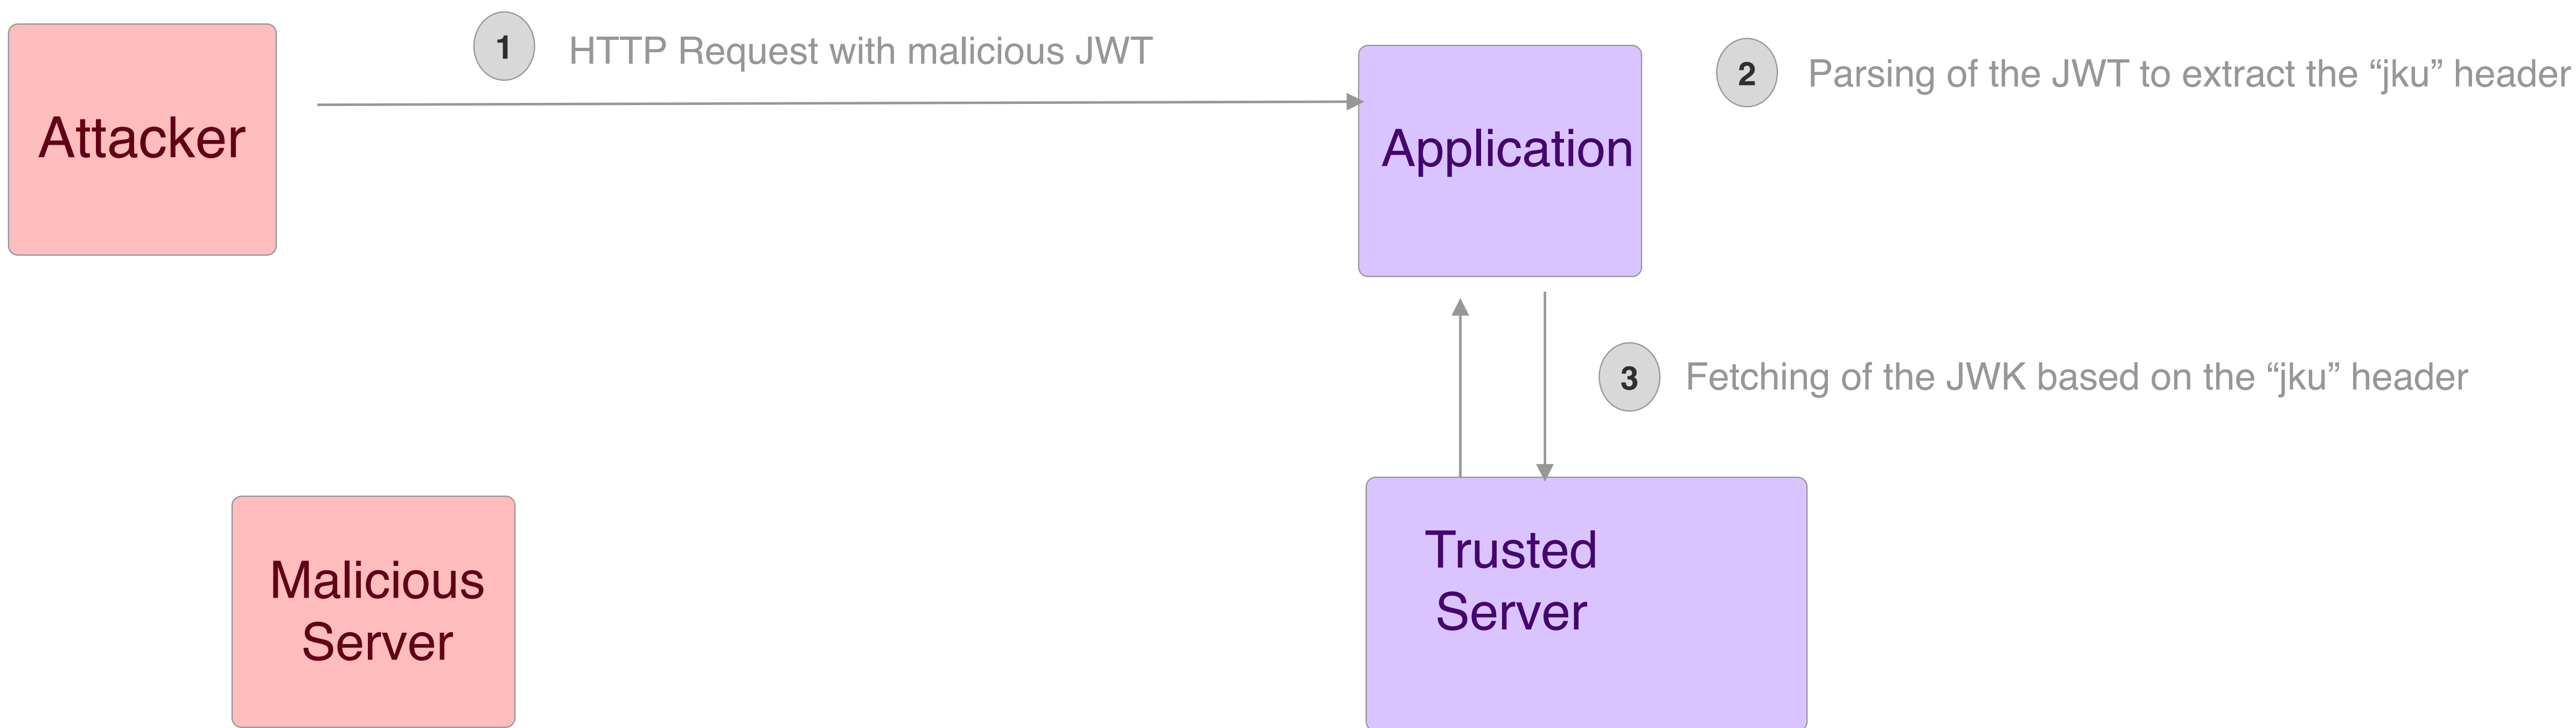 1
HTTP Request with malicious JWT
2
Parsing of the JWT to extract the “jku” header
Attacker
Application
3
Fetching of the JWK based on the “jku” header
Malicious
Server
Trusted
Server